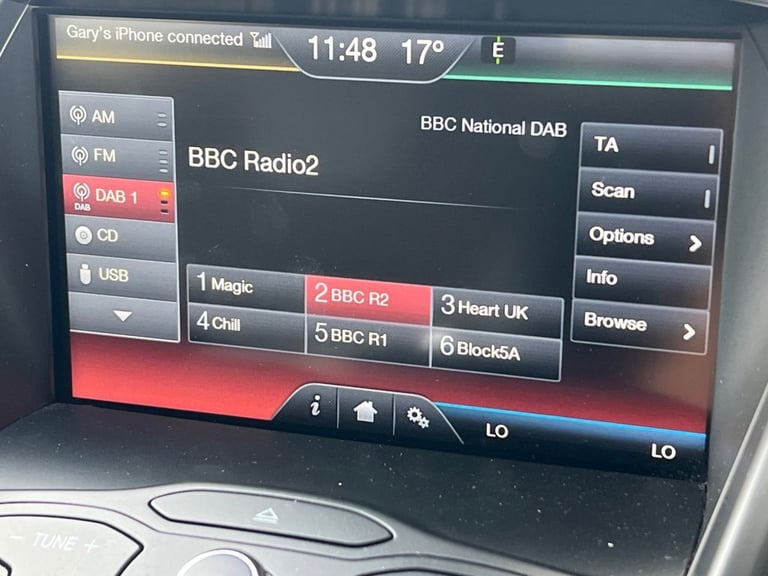 Gary's iPhone connected
11:48 17º E
AM
FM
DAB
DAB 1
CD
USB
BBC National DAB
BBC Radio2
1 Magic
2 BBC R2
3 Heart UK
4 Chill
5 BBC R1
6 Block5A
TA
Scan
Options
Info
Browse
i
LO
LO
− TUNE +